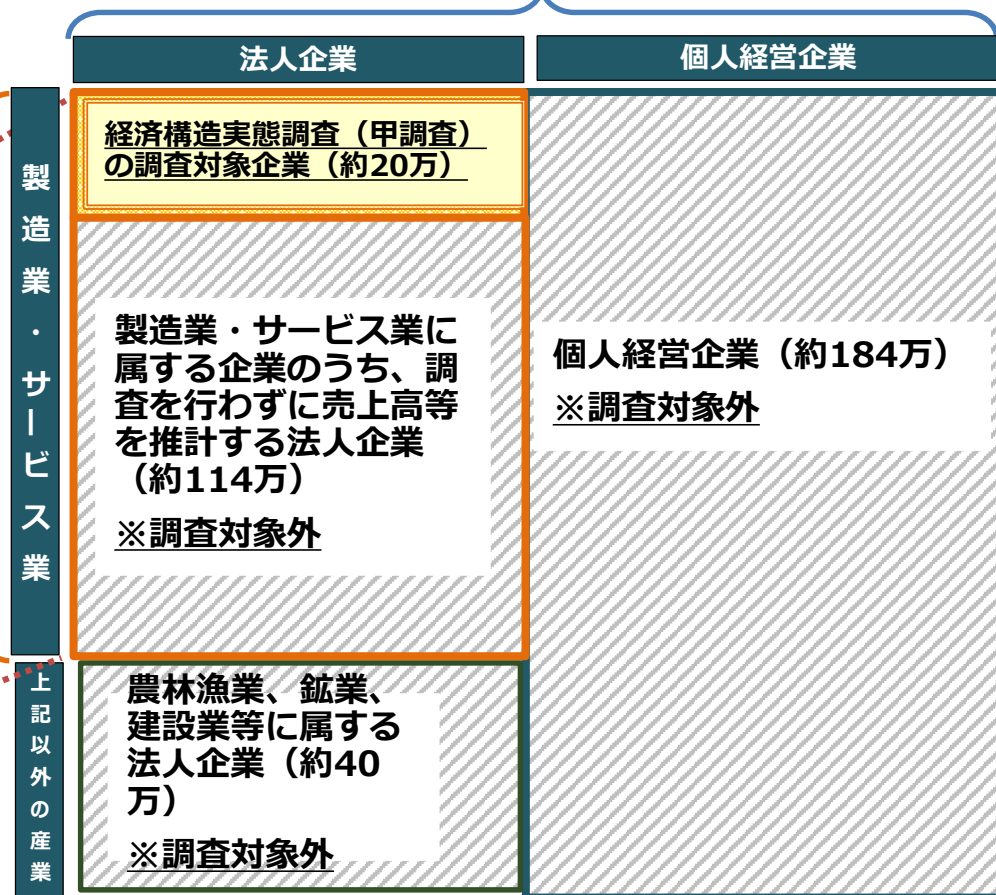 法人企業
個人経営企業
製造業・サービス業
経済構造実態調査（甲調査）
の調査対象企業（約20万）
製造業・サービス業に
属する企業のうち、調
査を行わずに売上高等
を推計する法人企業
（約114万）
※調査対象外
個人経営企業（約184万）
※調査対象外
上記以外の産業
農林漁業、鉱業、
建設業等に属する
法人企業（約40
万）
※調査対象外